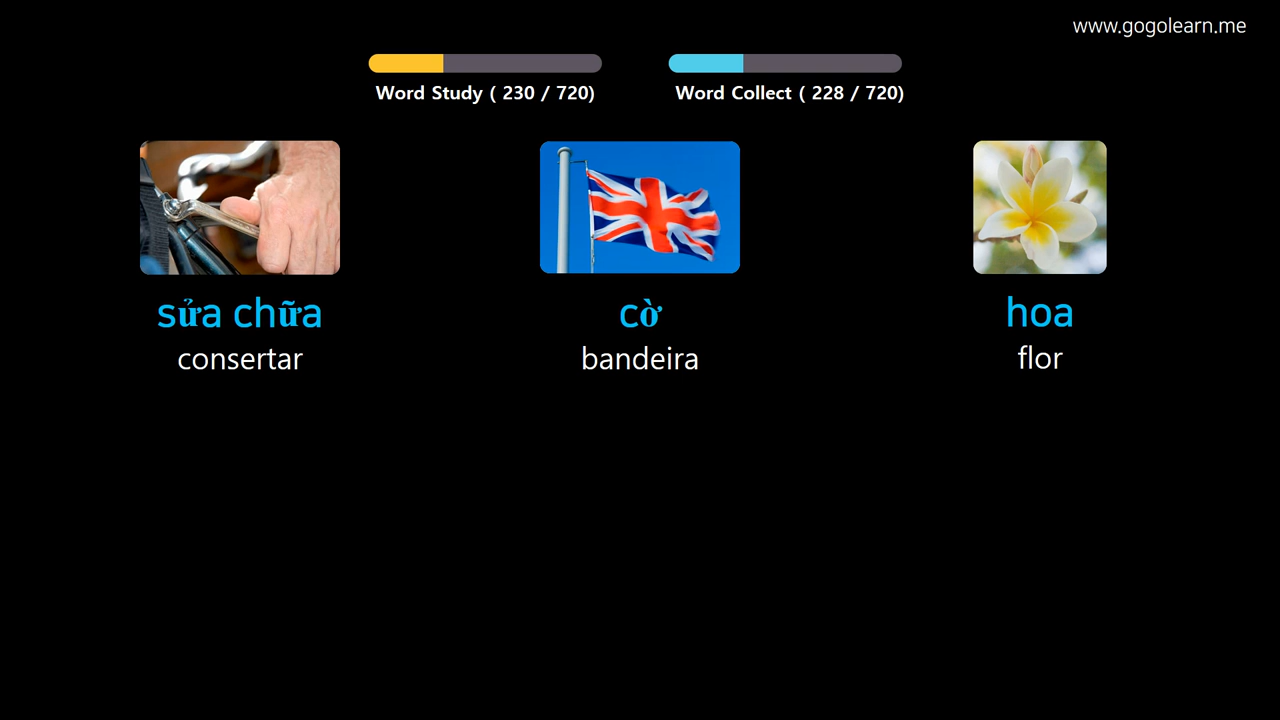 www.gogolearn.me
Word Study ( 230 / 720)
Word Collect ( 228 / 720)
sửa chữa
cờ
hoa
consertar
bandeira
flor